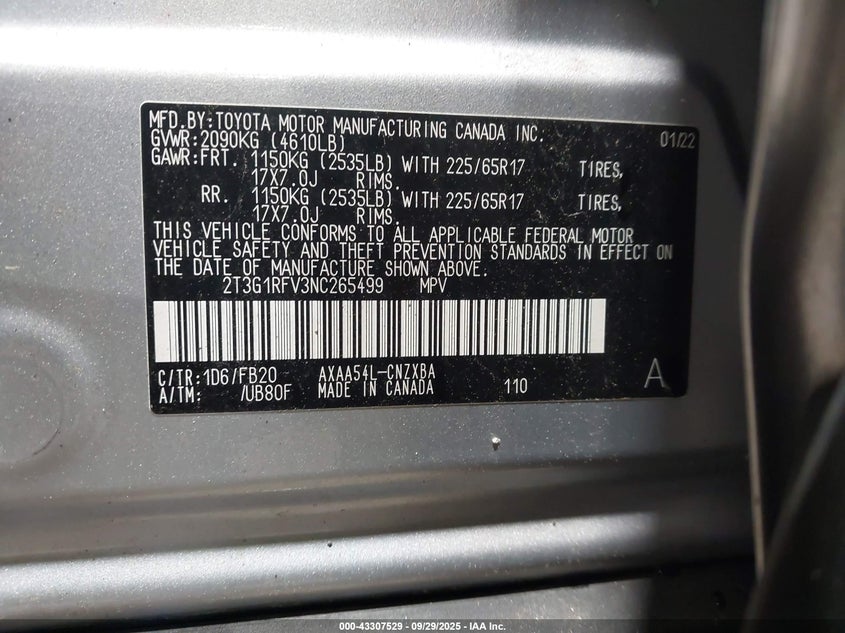 MFD.BY:TOYOTA MOTOR MANUFACTURING CANADA INC. 01/22
GVWR:2090KG (4610LB)
GAWR:FRT. 1150KG (2535LB) WITH 225/65R17 TIRES,
17X7.0J RIMS.
RR. 1150KG (2535LB) WITH 225/65R17 TIRES,
17X7.0J RIMS.
THIS VEHICLE CONFORMS TO ALL APPLICABLE FEDERAL MOTOR
VEHICLE SAFETY AND THEFT PREVENTION STANDARDS IN EFFECT ON
THE DATE OF MANUFACTURE SHOWN ABOVE.
2T3G1RFV3NC265499 MPV
C/TR:1D6/FB20 AXAA54L-CNZXBA A
A/TM: /UB80F MADE IN CANADA 110
000-43307529 - 09/29/2025 - IAA Inc.